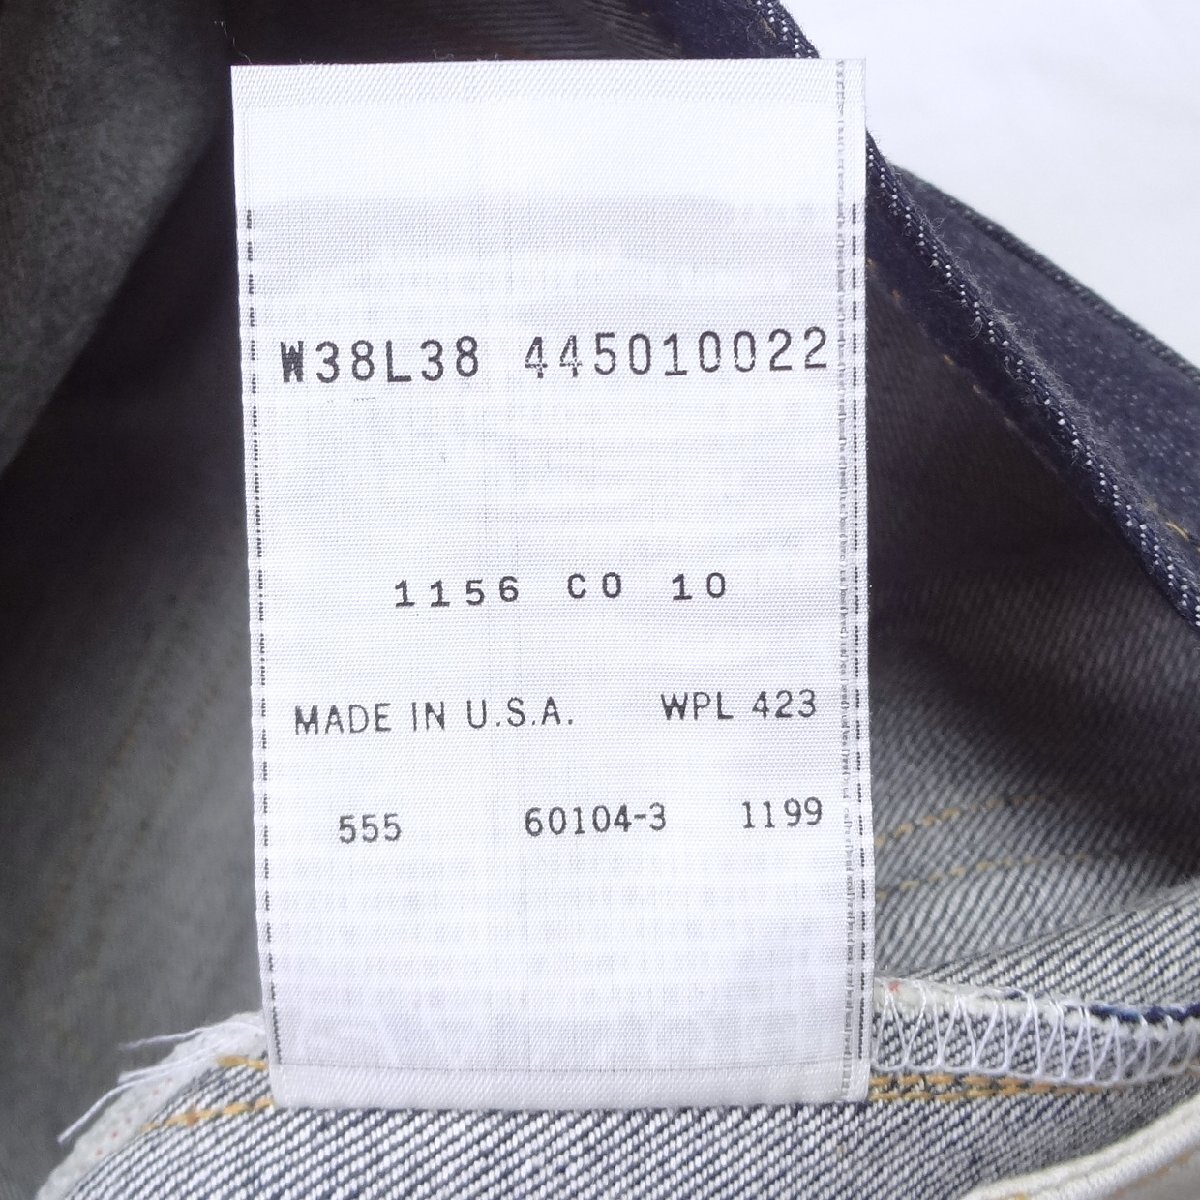 W38L38 445010022
1156 CO 10
MADE IN U.S.A. WPL 423
555 60104-3 1199